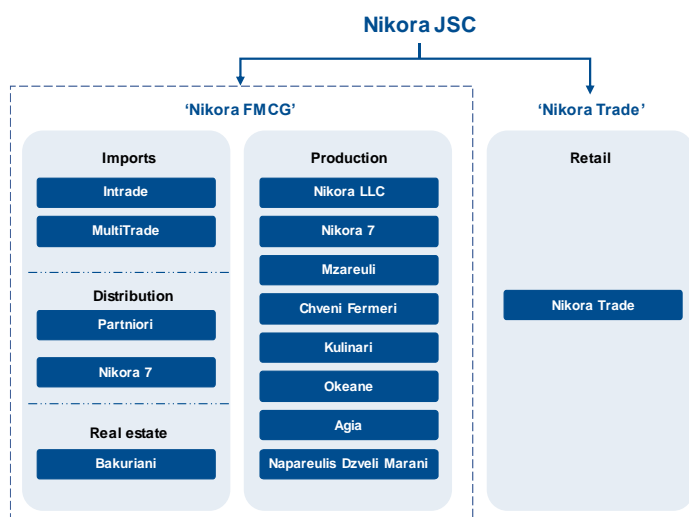 Nikora JSC
‘Nikora FMCG’
‘Nikora Trade’
Imports
Intrade
MultiTrade
Distribution
Partniori
Nikora 7
Real estate
Bakuriani
Production
Nikora LLC
Nikora 7
Mzareuli
Chveni Fermeri
Kulinari
Okeane
Agia
Napareulis Dzveli Marani
Retail
Nikora Trade